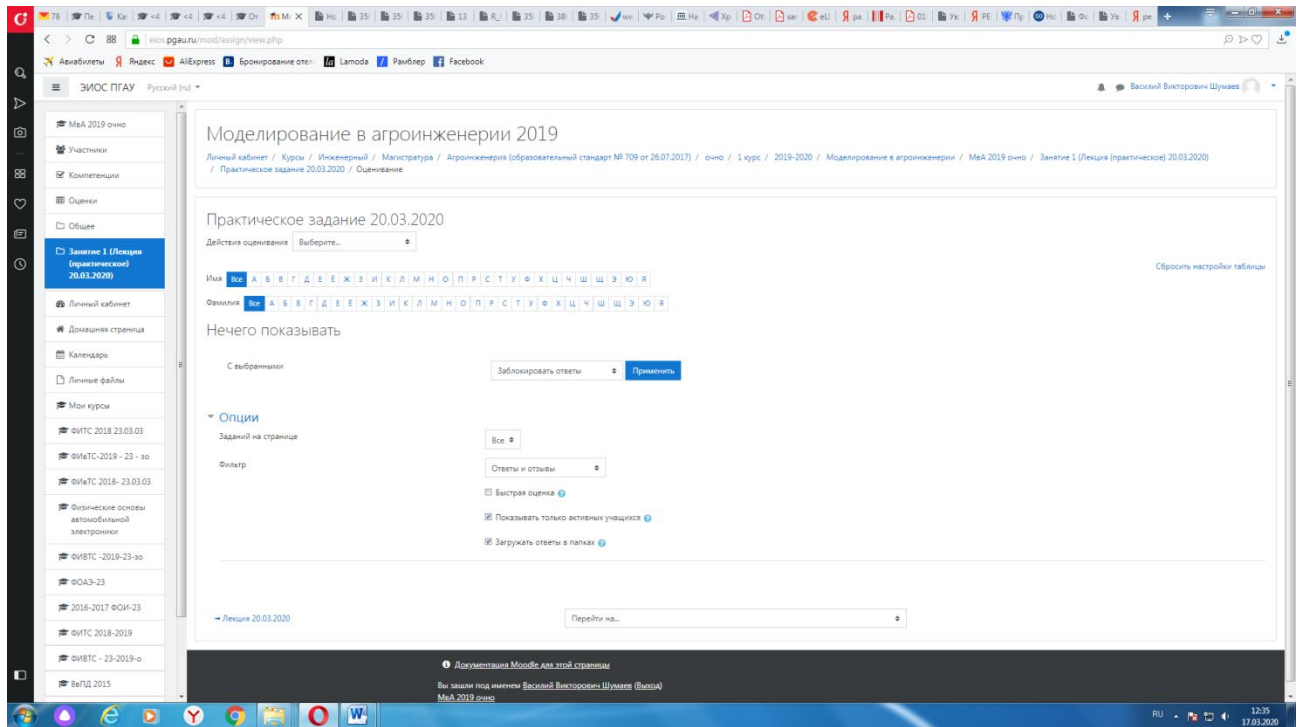 eios.pgau.ru/mod/assign/view.php
Авиабилеты Яндекс AliExpress Бронирование отел Lamoda Рамблер Facebook
ЭИОС ПГАУ Русский (ru)
Василий Викторович Шумаев
МвА 2019 очно
Участники
Компетенции
Оценки
Общее
Занятие 1 (Лекция
(практическое)
20.03.2020)
Личный кабинет
Домашняя страница
Календарь
Личные файлы
Мои курсы
ФИТС 2018 23.03.03
ФИвТС-2019 - 23 - зо
ФИвТС 2018- 23.03.03
Физические основы
автомобильной
электроники
ФИВТС -2019-23-зо
ФОАЭ-23
2016-2017 ФОИ-23
ФИТС 2018-2019
ФИВТС - 23-2019-о
ВеПД 2015
Моделирование в агроинженерии 2019
Личный кабинет / Курсы / Инженерный / Магистратура / Агроинженерия (образовательный стандарт № 709 от 26.07.2017) / очно / 1 курс / 2019-2020 / Моделирование в агроинженерии / МвА 2019 очно / Занятие 1 (Лекция (практическое) 20.03.2020)
/ Практическое задание 20.03.2020 / Оценивание
Практическое задание 20.03.2020
Действия оценивания Выберите...
Сбросить настройки таблицы
Имя Все А Б В Г Д Е Ё Ж З И К Л М Н О П Р С Т У Ф Х Ц Ч Ш Щ Э Ю Я
Фамилия Все А Б В Г Д Е Ё Ж З И К Л М Н О П Р С Т У Ф Х Ц Ч Ш Щ Э Ю Я
Нечего показывать
С выбранными Заблокировать ответы Применить
Опции
Заданий на странице Все
Фильтр Ответы и отзывы
Быстрая оценка
Показывать только активных учащихся
Загружать ответы в папках
Лекция 20.03.2020
Перейти на...
Документация Moodle для этой страницы
Вы зашли под именем Василий Викторович Шумаев (Выход)
МвА 2019 очно
RU
12:35
17.03.2020